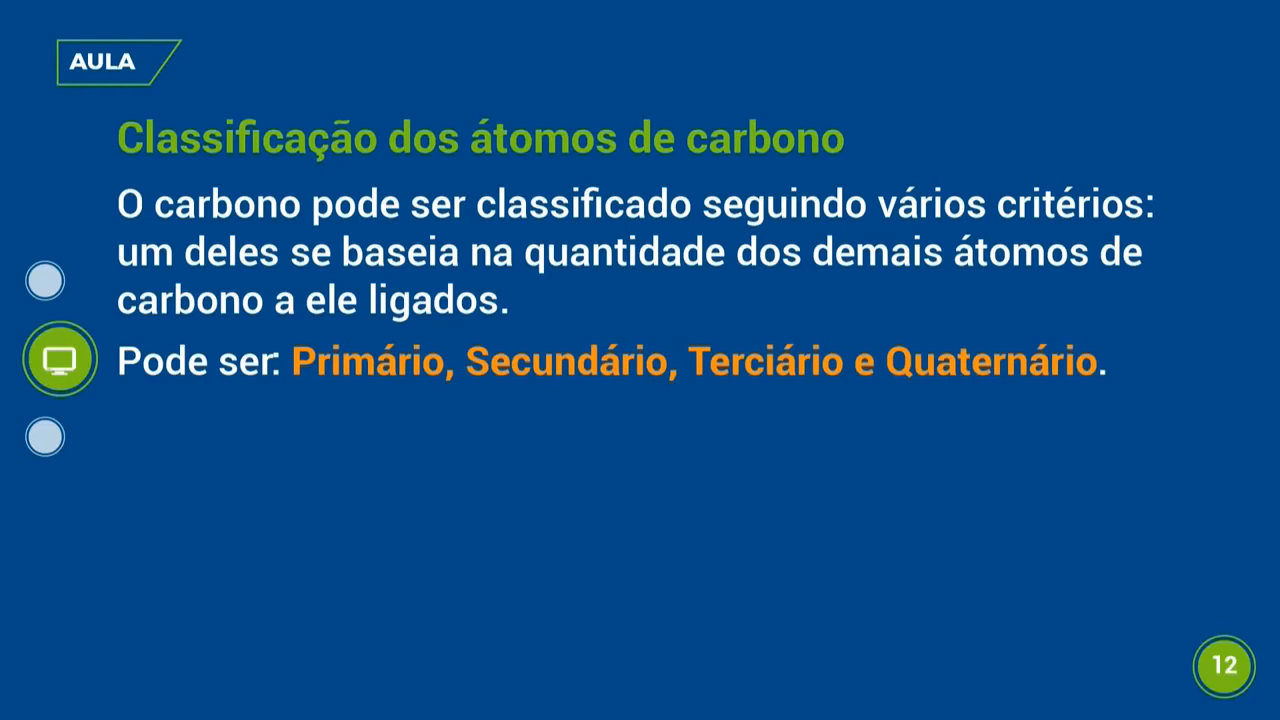 AULA
Classificação dos átomos de carbono
O carbono pode ser classificado seguindo vários critérios:
um deles se baseia na quantidade dos demais átomos de
carbono a ele ligados.
Pode ser: Primário, Secundário, Terciário e Quaternário.
12